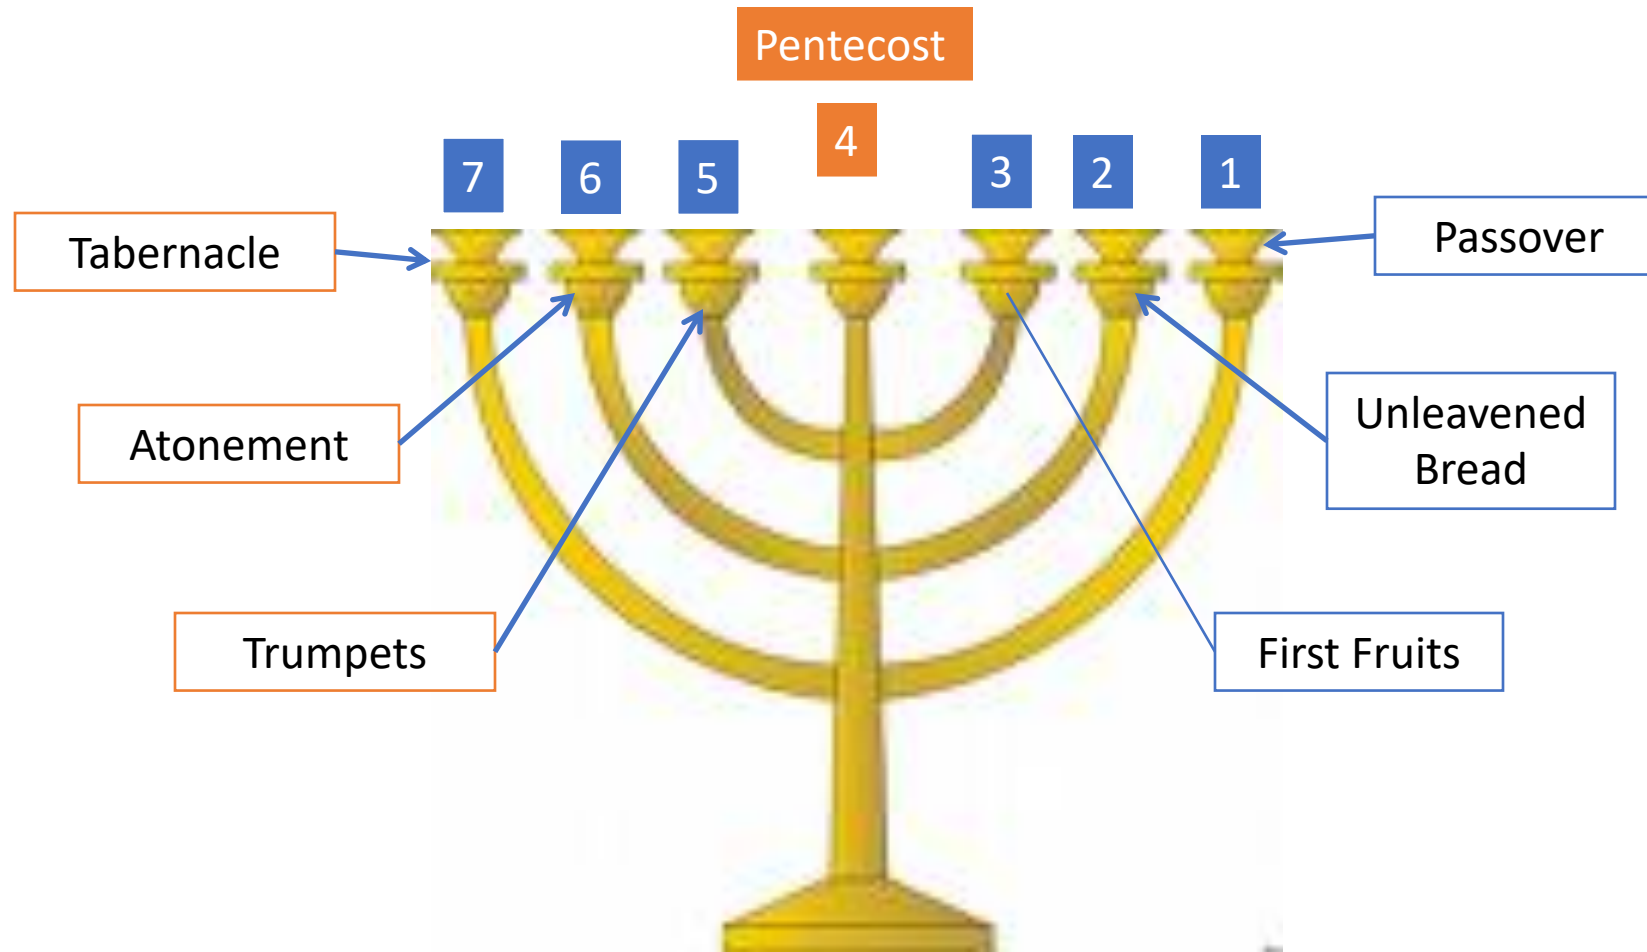 Pentecost
4
7 6 5 3 2 1
Tabernacle
Passover
Atonement
Unleavened
Bread
Trumpets
First Fruits